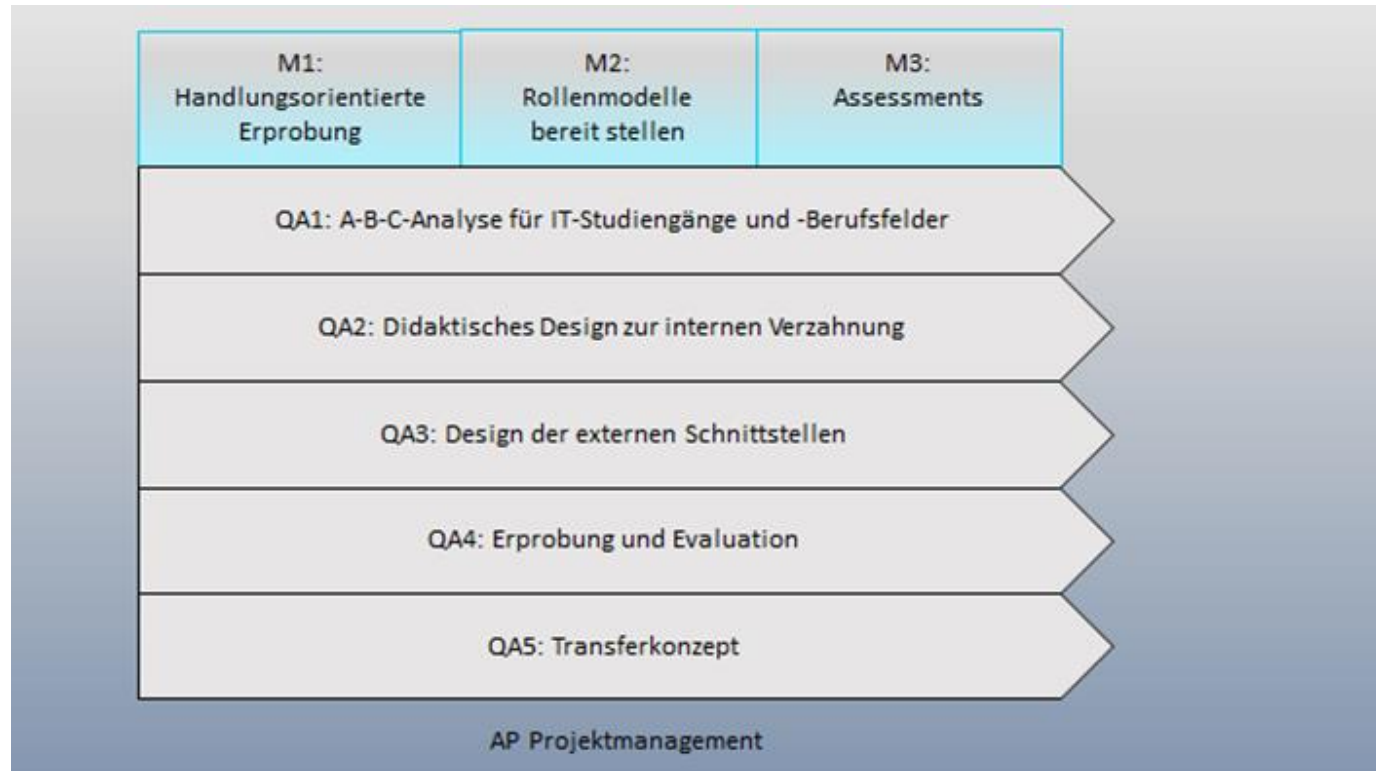 M1:
Handlungsorientierte
Erprobung
M2:
Rollenmodelle
bereit stellen
M3:
Assessments
QA1: A-B-C-Analyse für IT-Studiengänge und -Berufsfelder
QA2: Didaktisches Design zur internen Verzahnung
QA3: Design der externen Schnittstellen
QA4: Erprobung und Evaluation
QA5: Transferkonzept
AP Projektmanagement